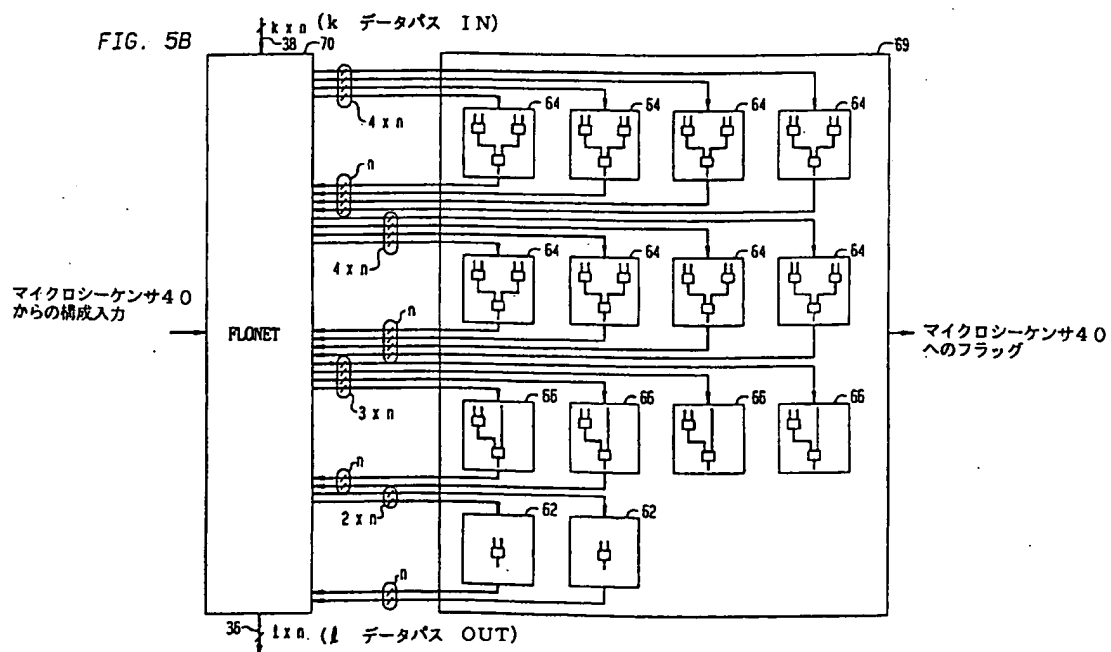 FIG. 5B
k x n (k データパス IN)
38
70
69
4 x n
64
64
64
64
n
4 x n
64
64
64
64
マイクロシーケンサ40
からの構成入力
FLONET
n
マイクロシーケンサ40
へのフラッグ
3 x n
66
66
66
66
n
2 x n
62
62
n
36
l x n. (l データパス OUT)